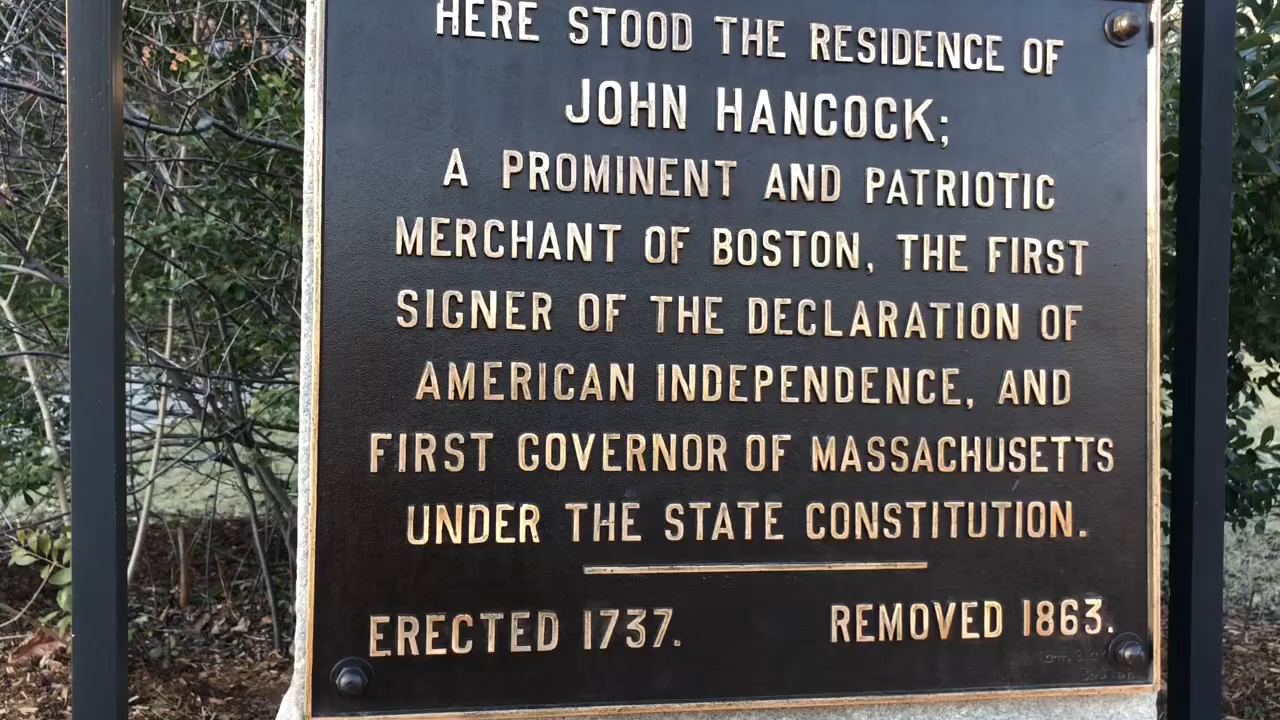 HERE STOOD THE RESIDENCE OF
JOHN HANCOCK;
A PROMINENT AND PATRIOTIC
MERCHANT OF BOSTON, THE FIRST
SIGNER OF THE DECLARATION OF
AMERICAN INDEPENDENCE, AND
FIRST GOVERNOR OF MASSACHUSETTS
UNDER THE STATE CONSTITUTION.
ERECTED 1737. REMOVED 1863.